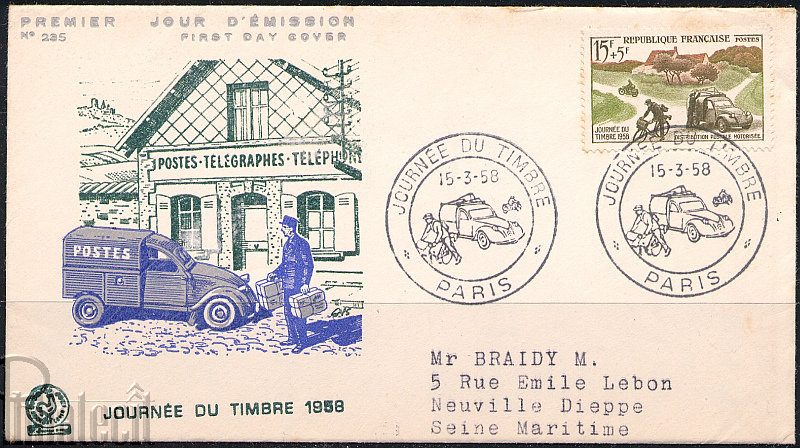 PREMIER JOUR D'ÉMISSION
Nº 235 FIRST DAY COVER
POSTES-TÉLÉGRAPHES-TÉLÉPH
POSTES
JOURNÉE DU TIMBRE 1958
15F+5F RÉPUBLIQUE FRANÇAISE POSTES
JOURNÉE DU
TIMBRE 1958
DISTRIBUTION POSTALE MOTORISÉE
JOURNÉE DU TIMBRE
15-3-58
PARIS
JOURNÉE DU TIMBRE
15-3-58
PARIS
Mr BRAIDY M.
5 Rue Emile Lebon
Neuville Dieppe
Seine Maritime